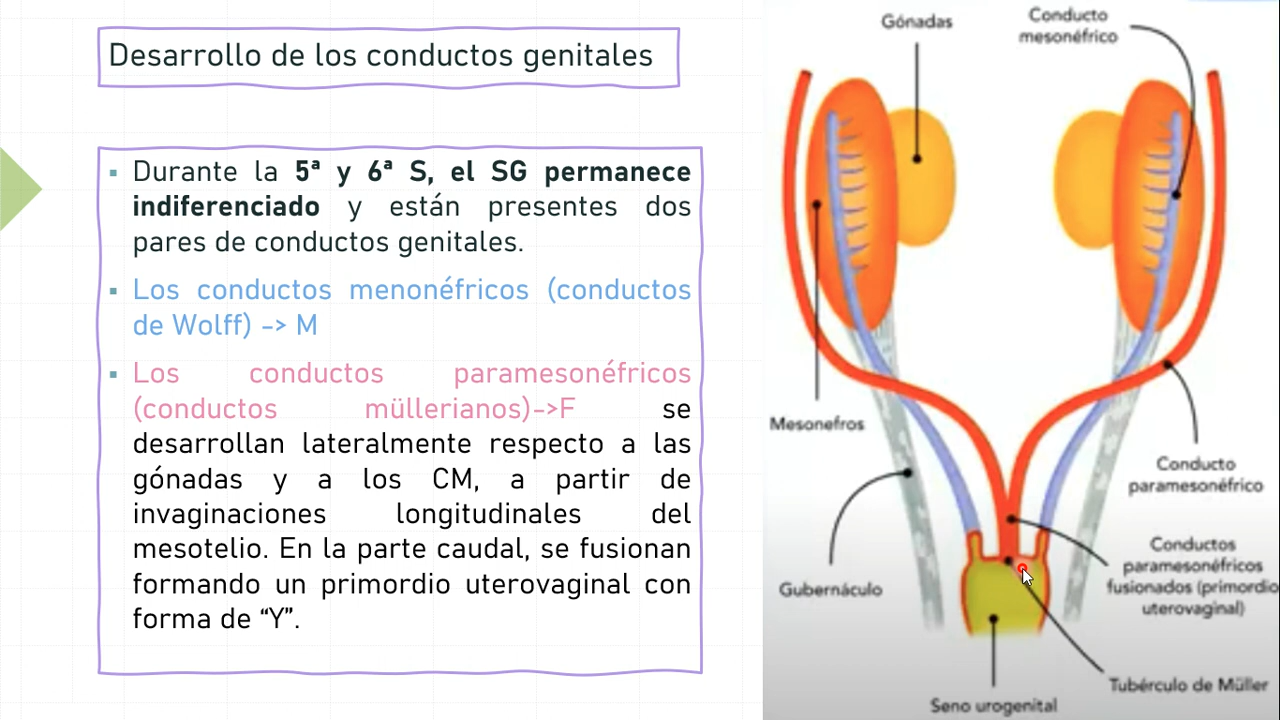 Desarrollo de los conductos genitales
Durante la 5ª y 6ª S, el SG permanece
indiferenciado y están presentes dos
pares de conductos genitales.
Los conductos menonéfricos (conductos
de Wolff) -> M
Los conductos paramesonéfricos
(conductos müllerianos)->F se
desarrollan lateralmente respecto a las
gónadas y a los CM, a partir de
invaginaciones longitudinales del
mesotelio. En la parte caudal, se fusionan
formando un primordio uterovaginal con
forma de “Y”.
Gónadas
Conducto
mesonéfrico
Mesonefros
Conducto
paramesonéfrico
Gubernáculo
Conductos
paramesonéfricos
fusionados (primordio
uterovaginal)
Tubérculo de Müller
Seno urogenital